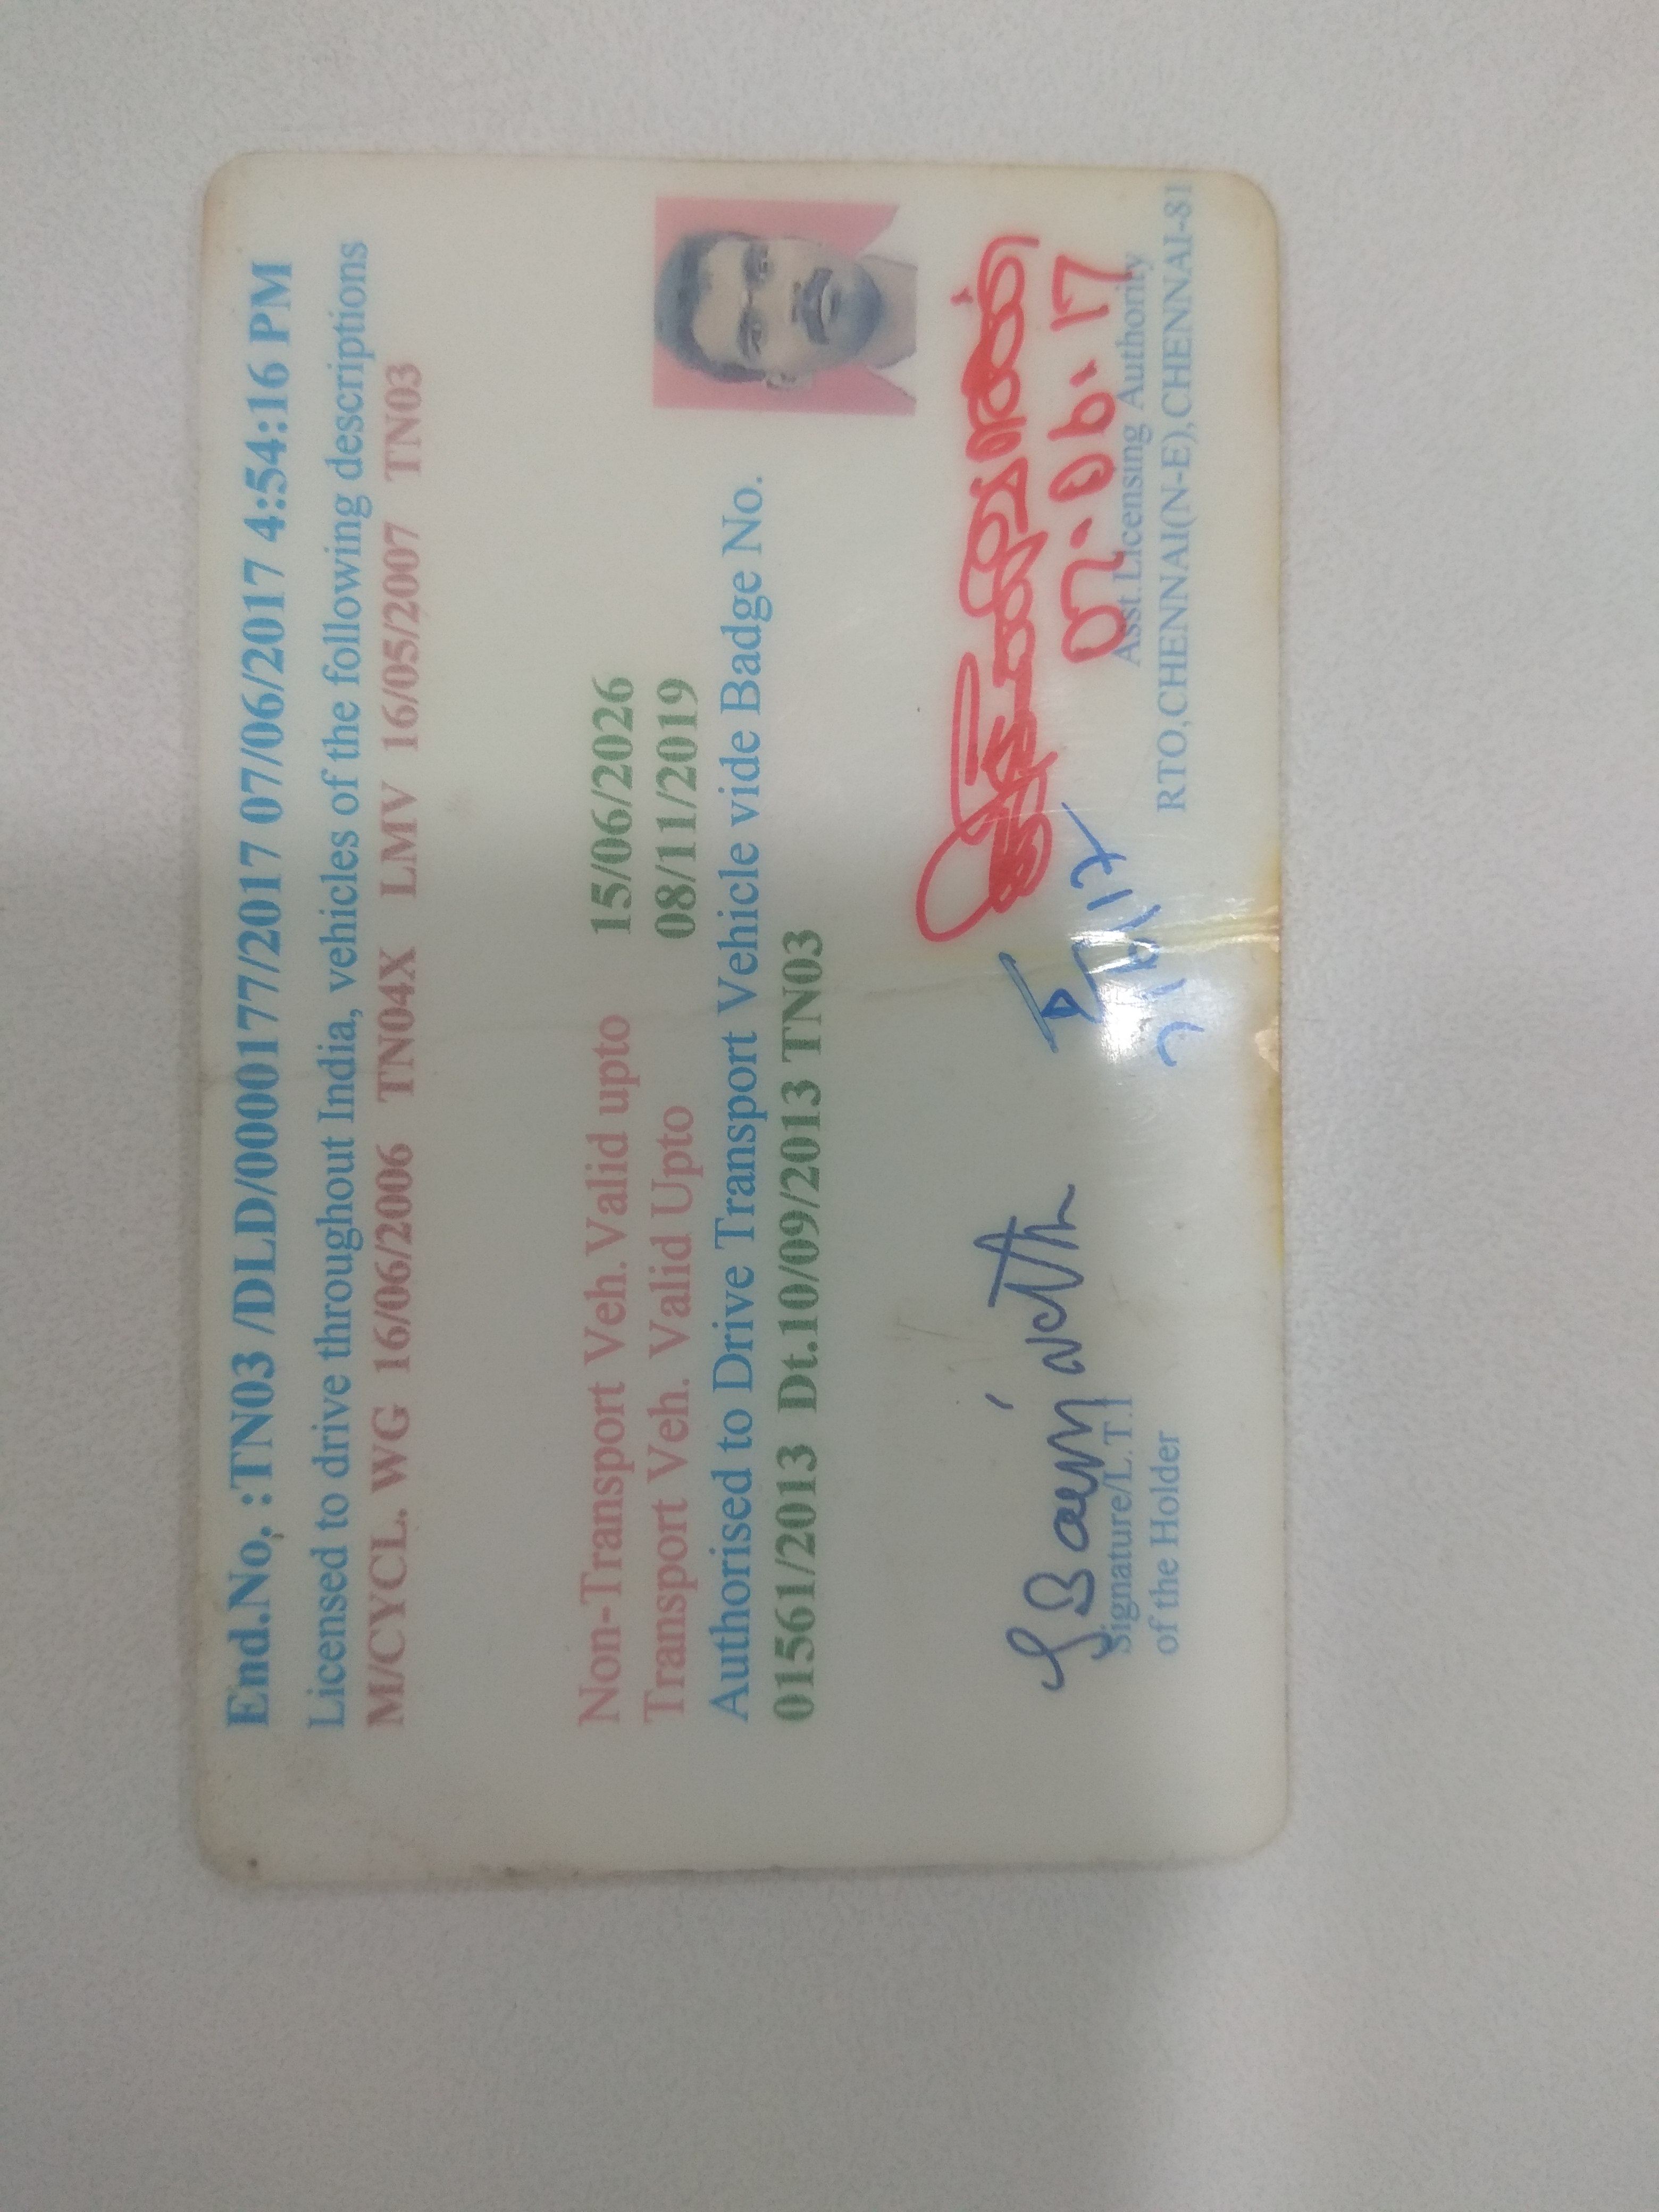 End.No. :TN03 /DLD/0000177/2017 07/06/2017 4:54:16 PM
Licensed to drive throughout India, vehicles of the following descriptions
M/CYCL. WG 16/06/2006 TN04X LMV 16/05/2007 TN03
Non-Transport Veh.Valid upto 15/06/2026
Transport Veh. Valid Upto 08/11/2019
Authorised to Drive Transport Vehicle vide Badge No.
01561/2013 Dt.10/09/2013 TN03
07.06.17
Signature/L.T.I
of the Holder
Asst.Licensing Authority
RTO,CHENNAI(N-E),CHENNAI-81